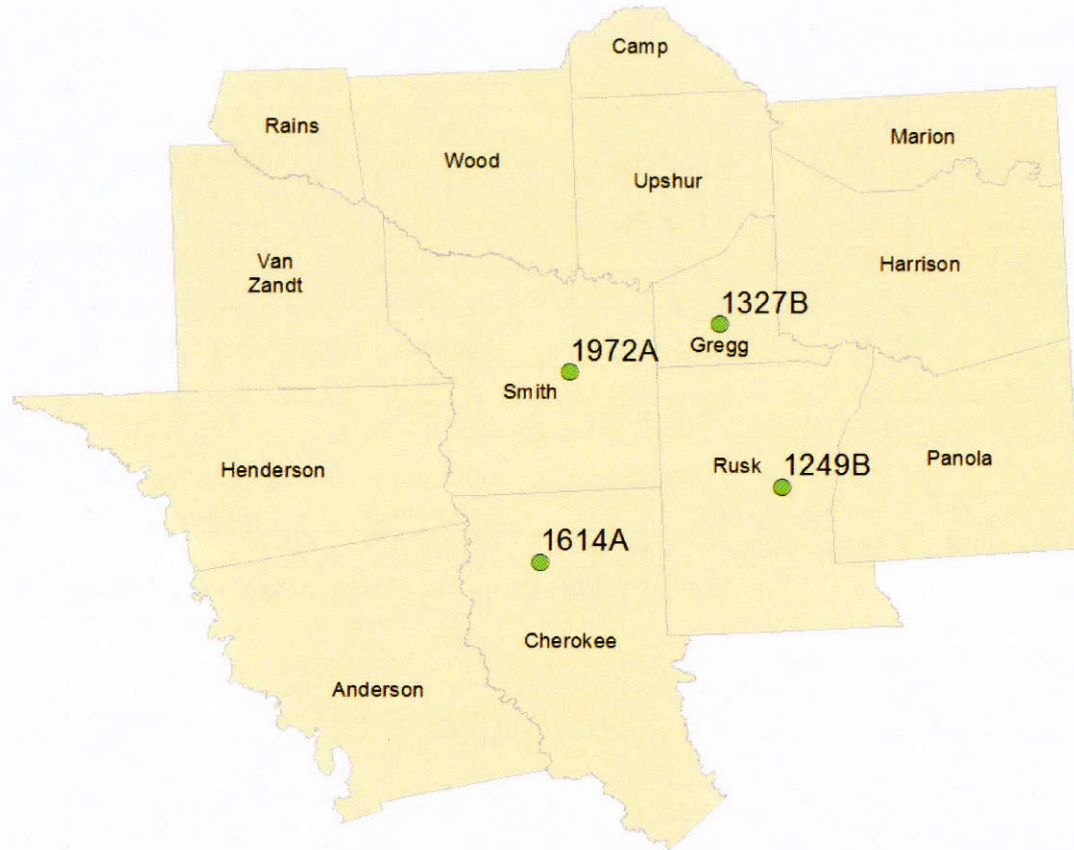 Camp
Rains
Marion
Wood
Upshur
Van
Zandt
Harrison
1327B
Gregg
1972A
Smith
Henderson
Rusk
1249B
Panola
1614A
Cherokee
Anderson